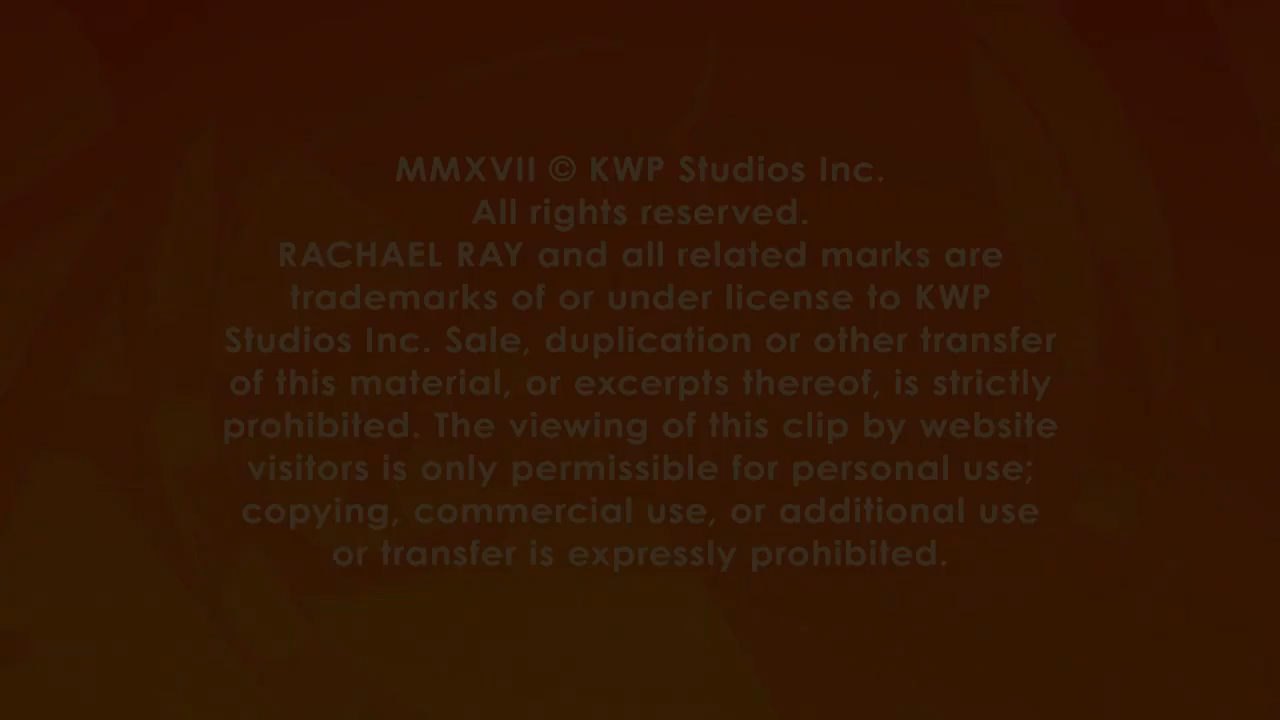 MMXVII © KWP Studios Inc.
All rights reserved.
RACHAEL RAY and all related marks are
trademarks of or under license to KWP
Studios Inc. Sale, duplication or other transfer
of this material, or excerpts thereof, is strictly
prohibited. The viewing of this clip by website
visitors is only permissible for personal use;
copying, commercial use, or additional use
or transfer is expressly prohibited.